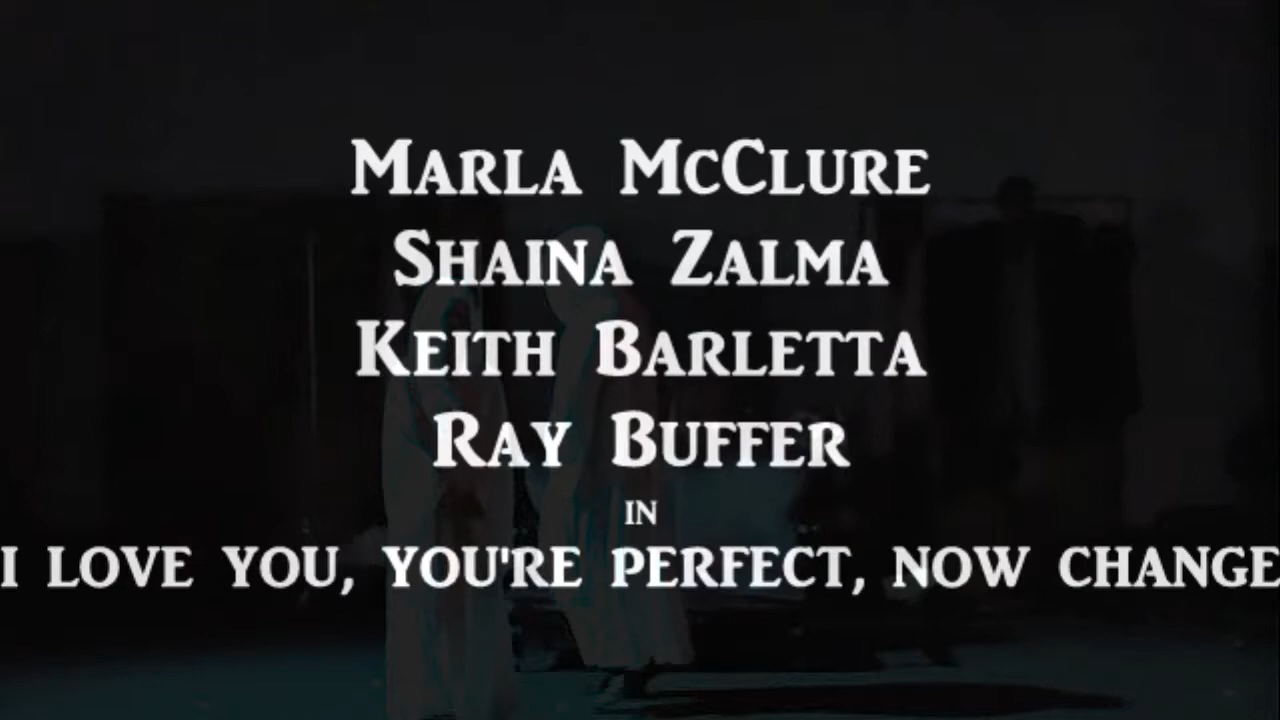 MARLA MCCLURE
SHAINA ZALMA
KEITH BARLETTA
RAY BUFFER
IN
I LOVE YOU, YOU'RE PERFECT, NOW CHANGE